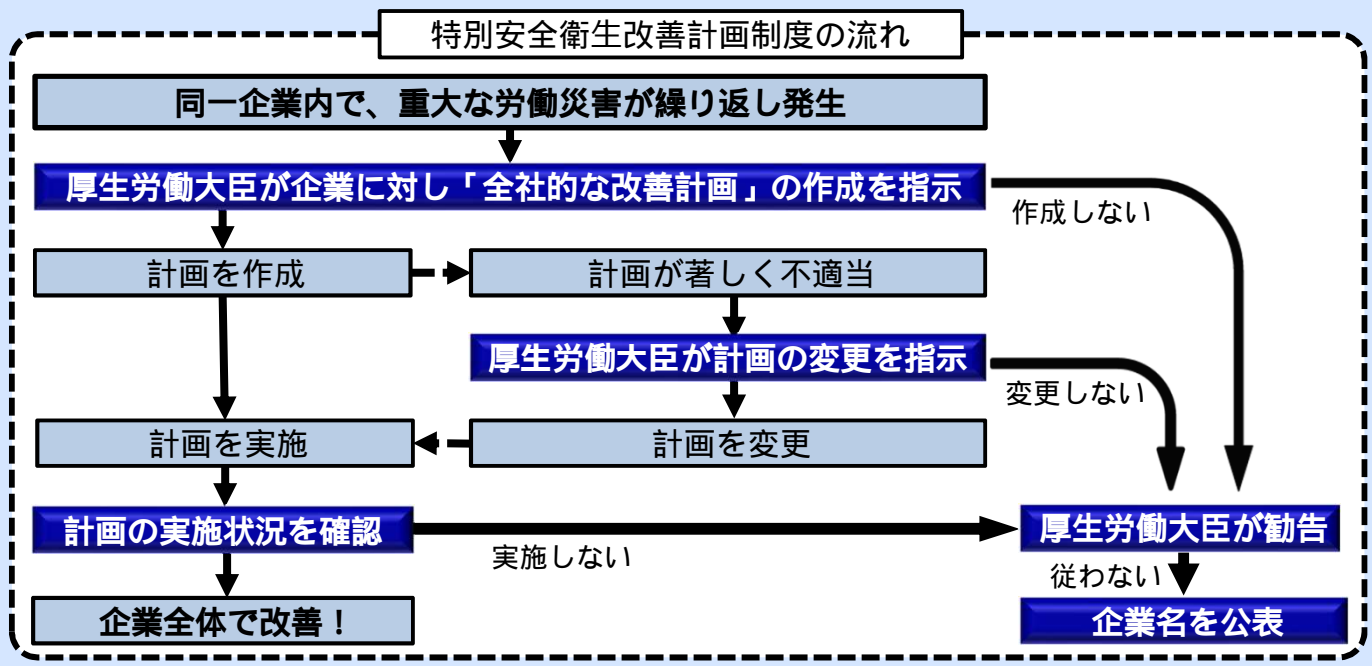 特別安全衛生改善計画制度の流れ
同一企業内で、重大な労働災害が繰り返し発生
厚生労働大臣が企業に対し「全社的な改善計画」の作成を指示
作成しない
計画を作成
計画が著しく不適当
厚生労働大臣が計画の変更を指示
変更しない
計画を実施
計画を変更
計画の実施状況を確認
実施しない
厚生労働大臣が勧告
従わない
企業全体で改善！
企業名を公表